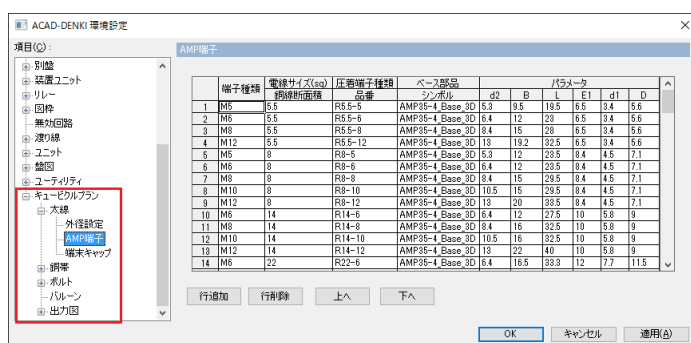 ACAD-DENKI 環境設定
項目(C):
別盤
装置ユニット
リレー
図枠
無効回路
渡り線
ユニット
盤図
ユーティリティ
キュービクルプラン
太線
外径設定
AMP端子
端末キャップ
銅帯
ボルト
バルーン
出力図
AMP端子
端子種類 電線サイズ(sq) 圧着端子種類 ベース部品 パラメータ
銅線断面積 品番 シンボル d2 B L E1 d1 D
1 M5 5.5 R5.5-5 AMP35-4_Base_3D 5.3 9.5 19.5 6.5 3.4 5.6
2 M6 5.5 R5.5-6 AMP35-4_Base_3D 6.4 12 23 6.5 3.4 5.6
3 M8 5.5 R5.5-8 AMP35-4_Base_3D 8.4 15 28 6.5 3.4 5.6
4 M12 5.5 R5.5-12 AMP35-4_Base_3D 13 19.2 32.5 6.5 3.4 5.6
5 M5 8 R8-5 AMP35-4_Base_3D 5.3 12 23.5 8.4 4.5 7.1
6 M6 8 R8-6 AMP35-4_Base_3D 6.4 12 23.5 8.4 4.5 7.1
7 M8 8 R8-8 AMP35-4_Base_3D 8.4 15 29.5 8.4 4.5 7.1
8 M10 8 R8-10 AMP35-4_Base_3D 10.5 15 29.5 8.4 4.5 7.1
9 M12 8 R8-12 AMP35-4_Base_3D 13 20 33.5 8.4 4.5 7.1
10 M6 14 R14-6 AMP35-4_Base_3D 6.4 12 27.5 10 5.8 9
11 M8 14 R14-8 AMP35-4_Base_3D 8.4 16 32.5 10 5.8 9
12 M10 14 R14-10 AMP35-4_Base_3D 10.5 16 32.5 10 5.8 9
13 M12 14 R14-12 AMP35-4_Base_3D 13 22 40 10 5.8 9
14 M6 22 R22-6 AMP35-4_Base_3D 6.4 16.5 33.3 12 7.7 11.5
行追加 行削除 上へ 下へ
OK キャンセル 適用(A)